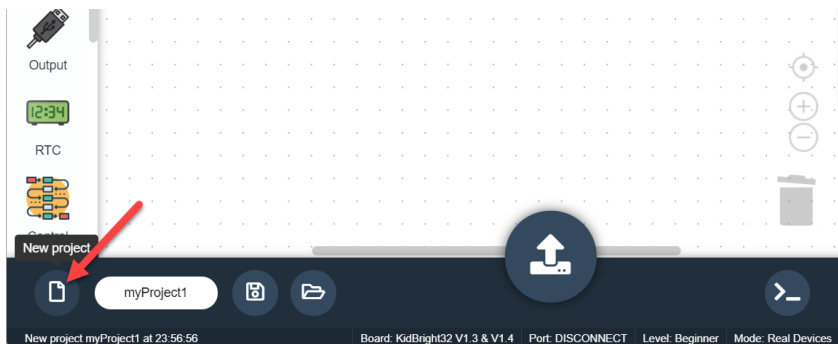 Output
12:34
RTC
Control
New project
myProject1
New project myProject1 at 23:56:56
Board: KidBright32 V1.3 & V1.4
Port: DISCONNECT
Level: Beginner
Mode: Real Devices